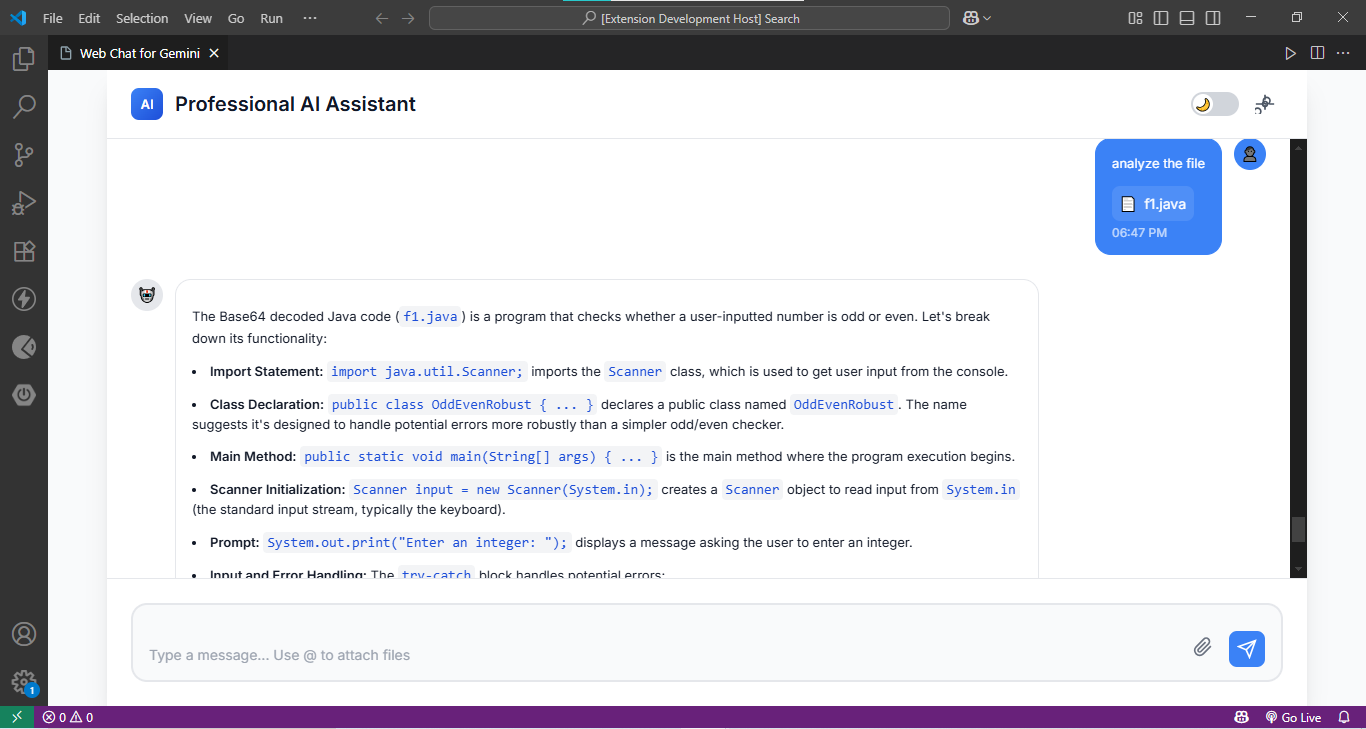 File Edit Selection View Go Run ··· [Extension Development Host] Search
Web Chat for Gemini
AI Professional AI Assistant
analyze the file
f1.java
06:47 PM
The Base64 decoded Java code ( f1.java ) is a program that checks whether a user-inputted number is odd or even. Let's break
down its functionality:
• Import Statement: import java.util.Scanner; imports the Scanner class, which is used to get user input from the console.
• Class Declaration: public class OddEvenRobust { ... } declares a public class named OddEvenRobust . The name
suggests it's designed to handle potential errors more robustly than a simpler odd/even checker.
• Main Method: public static void main(String[] args) { ... } is the main method where the program execution begins.
• Scanner Initialization: Scanner input = new Scanner(System.in); creates a Scanner object to read input from System.in
(the standard input stream, typically the keyboard).
• Prompt: System.out.print("Enter an integer: "); displays a message asking the user to enter an integer.
• Input and Error Handling: The try-catch block handles potential errors:
Type a message... Use @ to attach files
1
0 0 Go Live